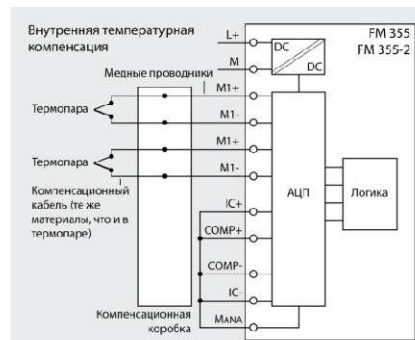 Внутренняя температурная
компенсация
L+
FM 355
FM 355-2
DC
DC
M
Медные проводники
M1+
Термопара
M1-
M1+
Термопара
M1-
Компенсационный
кабель (те же
материалы, что и в
термопаре)
АЦП
Логика
IC+
COMP+
COMP-
IC-
Компенсационная
коробка
MANA